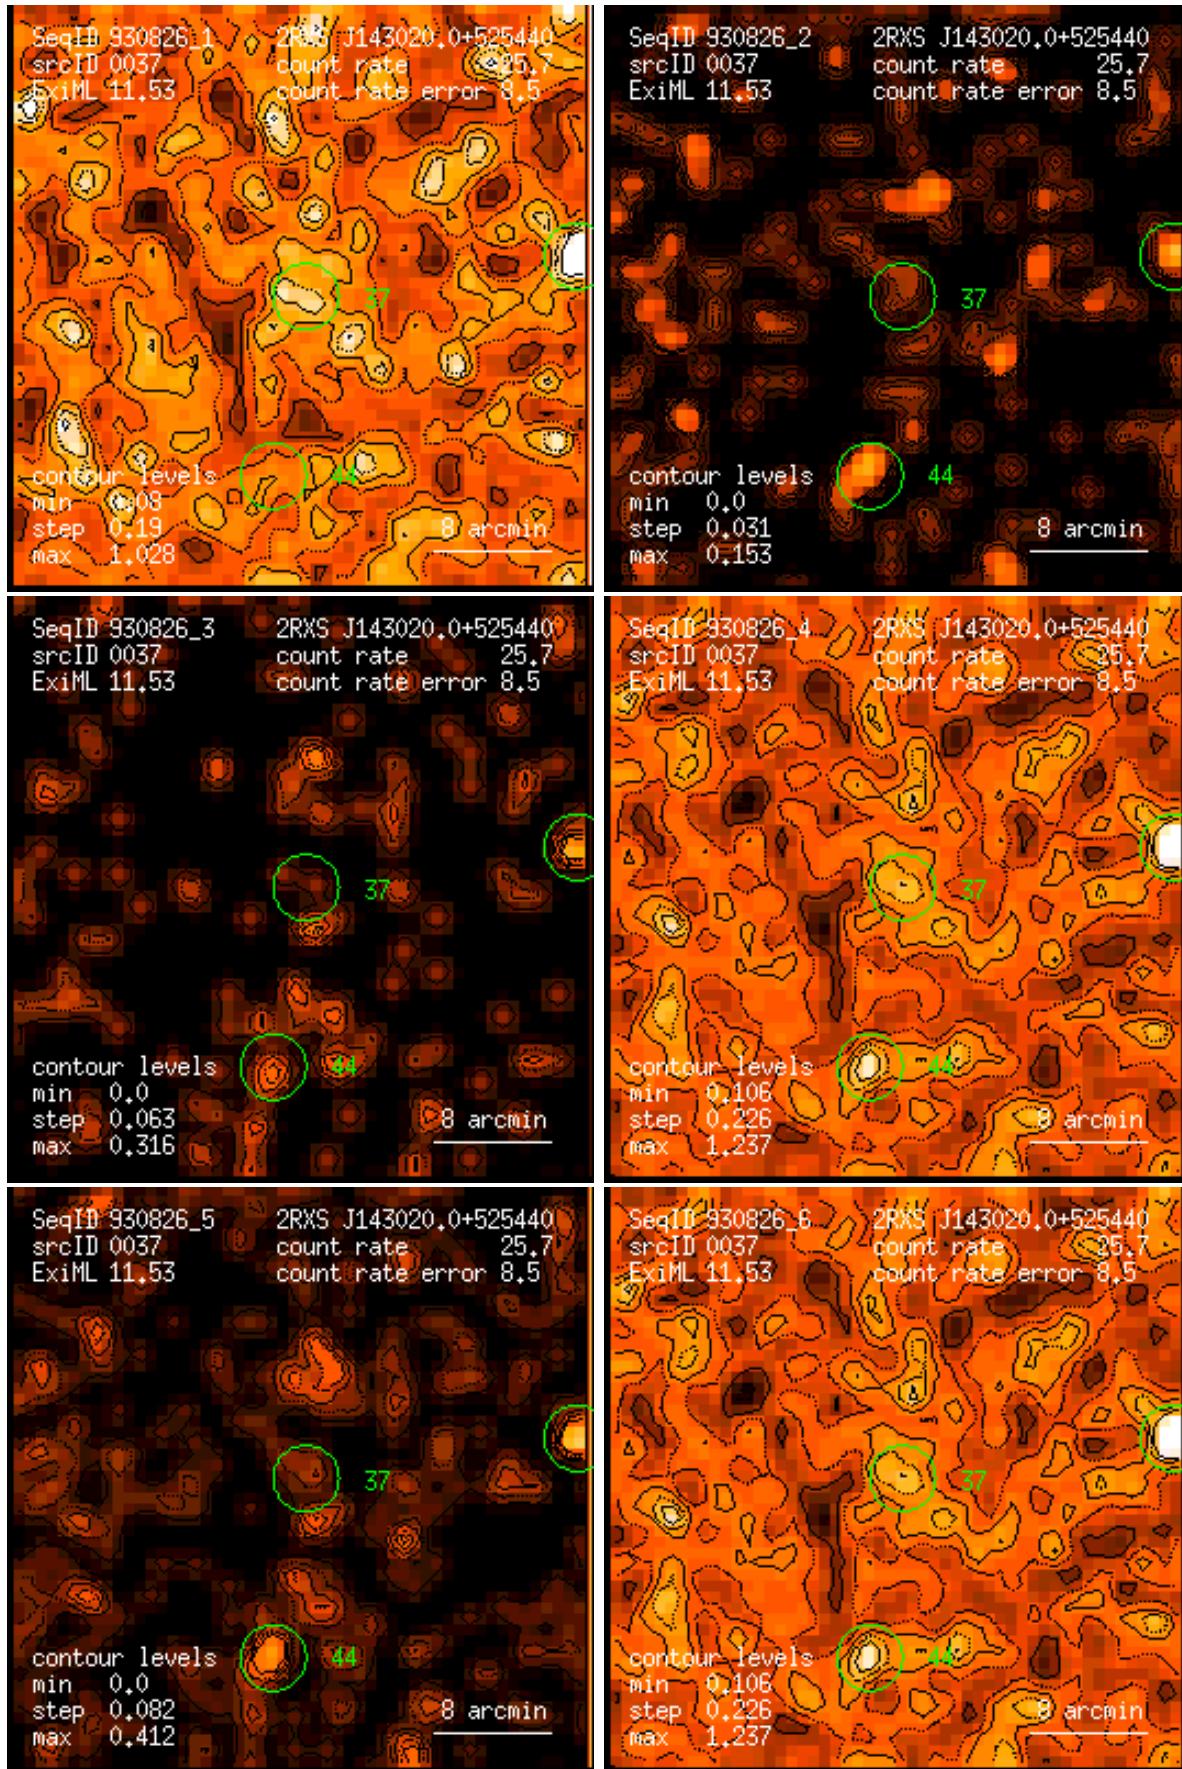 SeqID 930826_1 2RXS J143020.0+525440
srcID 0037 count rate 25.7
ExiML 11.53 count rate error 8.5
37
44
contour levels
min 0.08
step 0.19 8 arcmin
max 1.028
SeqID 930826_2 2RXS J143020.0+525440
srcID 0037 count rate 25.7
ExiML 11.53 count rate error 8.5
37
44
contour levels
min 0.0
step 0.031 8 arcmin
max 0.153
SeqID 930826_3 2RXS J143020.0+525440
srcID 0037 count rate 25.7
ExiML 11.53 count rate error 8.5
37
44
contour levels
min 0.0
step 0.063 8 arcmin
max 0.316
SeqID 930826_4 2RXS J143020.0+525440
srcID 0037 count rate 25.7
ExiML 11.53 count rate error 8.5
37
44
contour levels
min 0.106
step 0.226 8 arcmin
max 1.237
SeqID 930826_5 2RXS J143020.0+525440
srcID 0037 count rate 25.7
ExiML 11.53 count rate error 8.5
37
44
contour levels
min 0.0
step 0.082 8 arcmin
max 0.412
SeqID 930826_6 2RXS J143020.0+525440
srcID 0037 count rate 25.7
ExiML 11.53 count rate error 8.5
37
44
contour levels
min 0.106
step 0.226 8 arcmin
max 1.237